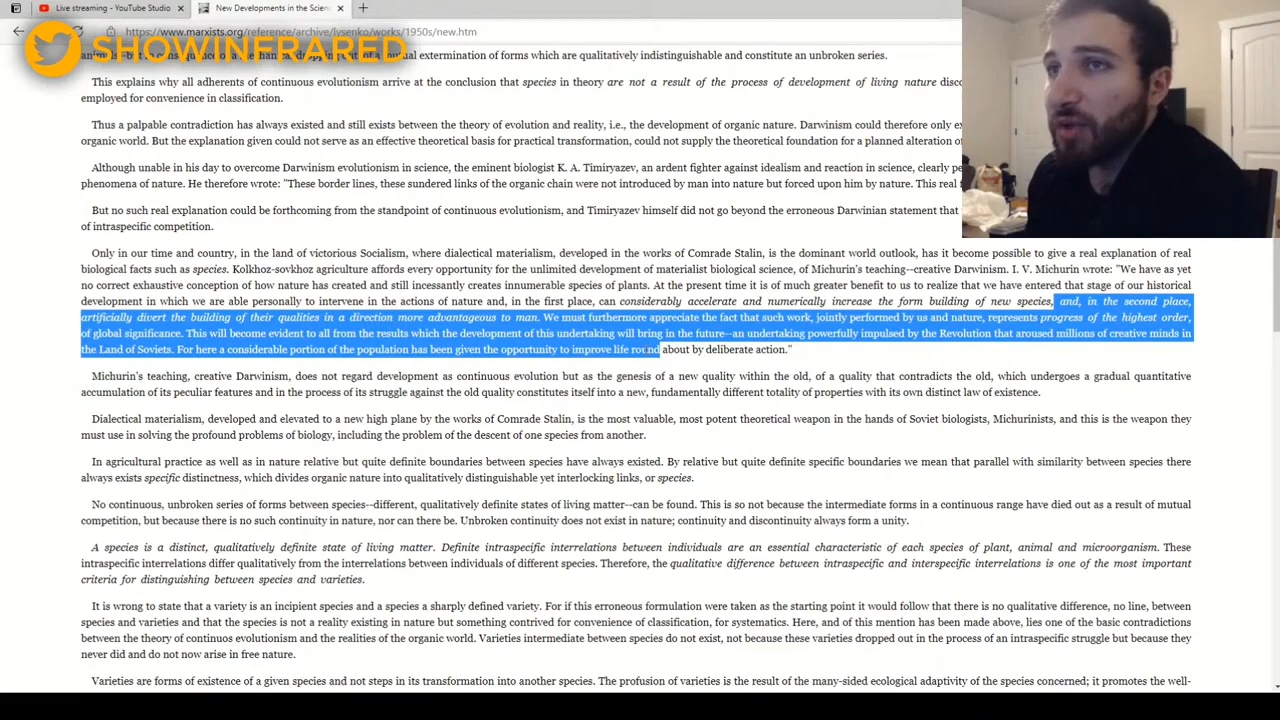 Live streaming - YouTube Studio
New Developments in the Scien
https://www.marxists.org/reference/archive/lysenko/works/1950s/new.htm
SHOWINFRARED
extermination of forms which are qualitatively indistinguishable and constitute an unbroken series.
This explains why all adherents of continuous evolutionism arrive at the conclusion that species in theory are not a result of the process of development of living nature disc
employed for convenience in classification.
Thus a palpable contradiction has always existed and still exists between the theory of evolution and reality, i.e., the development of organic nature. Darwinism could therefore only ex
organic world. But the explanation given could not serve as an effective theoretical basis for practical transformation, could not supply the theoretical foundation for a planned alteration o
Although unable in his day to overcome Darwinism evolutionism in science, the eminent biologist K. A. Timiryazev, an ardent fighter against idealism and reaction in science, clearly pe
phenomena of nature. He therefore wrote: "These border lines, these sundered links of the organic chain were not introduced by man into nature but forced upon him by nature. This real f
But no such real explanation could be forthcoming from the standpoint of continuous evolutionism, and Timiryazev himself did not go beyond the erroneous Darwinian statement that
of intraspecific competition.
Only in our time and country, in the land of victorious Socialism, where dialectical materialism, developed in the works of Comrade Stalin, is the dominant world outlook, has it become possible to give a real explanation of real
biological facts such as species. Kolkhoz-sovkhoz agriculture affords every opportunity for the unlimited development of materialist biological science, of Michurin's teaching--creative Darwinism. I. V. Michurin wrote: "We have as yet
no correct exhaustive conception of how nature has created and still incessantly creates innumerable species of plants. At the present time it is of much greater benefit to us to realize that we have entered that stage of our historical
development in which we are able personally to intervene in the actions of nature and, in the first place, can considerably accelerate and numerically increase the form building of new species, and, in the second place,
artificially divert the building of their qualities in a direction more advantageous to man. We must furthermore appreciate the fact that such work, jointly performed by us and nature, represents progress of the highest order,
of global significance. This will become evident to all from the results which the development of this undertaking will bring in the future--an undertaking powerfully impulsed by the Revolution that aroused millions of creative minds in
the Land of Soviets. For here a considerable portion of the population has been given the opportunity to improve life round about by deliberate action."
Michurin's teaching, creative Darwinism, does not regard development as continuous evolution but as the genesis of a new quality within the old, of a quality that contradicts the old, which undergoes a gradual quantitative
accumulation of its peculiar features and in the process of its struggle against the old quality constitutes itself into a new, fundamentally different totality of properties with its own distinct law of existence.
Dialectical materialism, developed and elevated to a new high plane by the works of Comrade Stalin, is the most valuable, most potent theoretical weapon in the hands of Soviet biologists, Michurinists, and this is the weapon they
must use in solving the profound problems of biology, including the problem of the descent of one species from another.
In agricultural practice as well as in nature relative but quite definite boundaries between species have always existed. By relative but quite definite specific boundaries we mean that parallel with similarity between species there
always exists specific distinctness, which divides organic nature into qualitatively distinguishable yet interlocking links, or species.
No continuous, unbroken series of forms between species--different, qualitatively definite states of living matter--can be found. This is so not because the intermediate forms in a continuous range have died out as a result of mutual
competition, but because there is no such continuity in nature, nor can there be. Unbroken continuity does not exist in nature; continuity and discontinuity always form a unity.
A species is a distinct, qualitatively definite state of living matter. Definite intraspecific interrelations between individuals are an essential characteristic of each species of plant, animal and microorganism. These
intraspecific interrelations differ qualitatively from the interrelations between individuals of different species. Therefore, the qualitative difference between intraspecific and interspecific interrelations is one of the most important
criteria for distinguishing between species and varieties.
It is wrong to state that a variety is an incipient species and a species a sharply defined variety. For if this erroneous formulation were taken as the starting point it would follow that there is no qualitative difference, no line, between
species and varieties and that the species is not a reality existing in nature but something contrived for convenience of classification, for systematics. Here, and of this mention has been made above, lies one of the basic contradictions
between the theory of continuos evolutionism and the realities of the organic world. Varieties intermediate between species do not exist, not because these varieties dropped out in the process of an intraspecific struggle but because they
never did and do not now arise in free nature.
Varieties are forms of existence of a given species and not steps in its transformation into another species. The profusion of varieties is the result of the many-sided ecological adaptivity of the species concerned; it promotes the well-